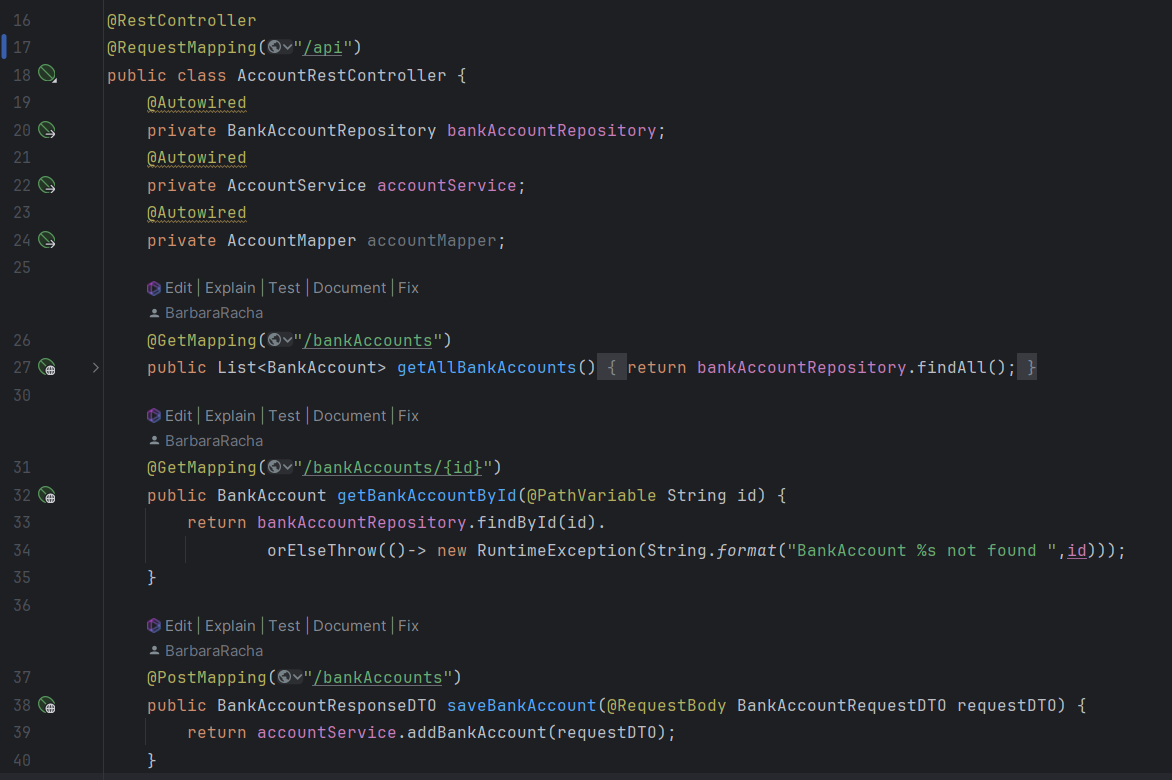 16 @RestController
17 @RequestMapping("/api")
18 public class AccountRestController {
19 @Autowired
20 private BankAccountRepository bankAccountRepository;
21 @Autowired
22 private AccountService accountService;
23 @Autowired
24 private AccountMapper accountMapper;
25
Edit | Explain | Test | Document | Fix
BarbaraRacha
26 @GetMapping("/bankAccounts")
27 public List<BankAccount> getAllBankAccounts() { return bankAccountRepository.findAll(); }
30
Edit | Explain | Test | Document | Fix
BarbaraRacha
31 @GetMapping("/bankAccounts/{id}")
32 public BankAccount getBankAccountById(@PathVariable String id) {
33 return bankAccountRepository.findById(id).
34 orElseThrow(()-> new RuntimeException(String.format("BankAccount %s not found ",id)));
35 }
36
Edit | Explain | Test | Document | Fix
BarbaraRacha
37 @PostMapping("/bankAccounts")
38 public BankAccountResponseDTO saveBankAccount(@RequestBody BankAccountRequestDTO requestDTO) {
39 return accountService.addBankAccount(requestDTO);
40 }